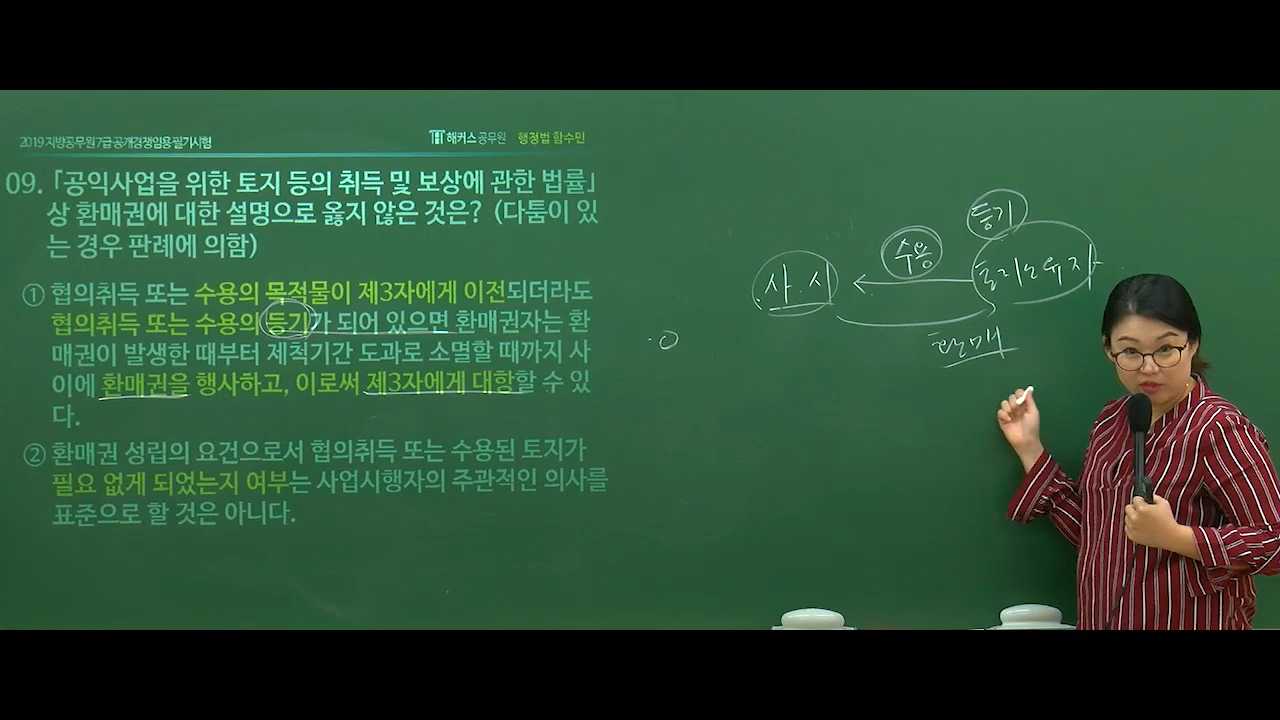 2019 지방공무원 7급 공개경쟁임용 필기시험
해커스공무원 행정법 함수민
09. 「공익사업을 위한 토지 등의 취득 및 보상에 관한 법률」
상 환매권에 대한 설명으로 옳지 않은 것은? (다툼이 있
는 경우 판례에 의함)
① 협의취득 또는 수용의 목적물이 제3자에게 이전되더라도
협의취득 또는 수용의 등기가 되어 있으면 환매권자는 환
매권이 발생한 때부터 제척기간 도과로 소멸할 때까지 사
이에 환매권을 행사하고, 이로써 제3자에게 대항할 수 있
다.
② 환매권 성립의 요건으로서 협의취득 또는 수용된 토지가
필요 없게 되었는지 여부는 사업시행자의 주관적인 의사를
표준으로 할 것은 아니다.
등기
수용
사.시
토지소유자
환매